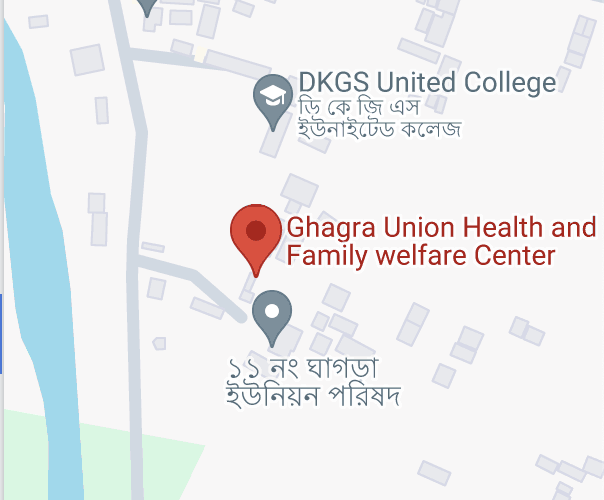 DKGS United College
ডি কে জি এস
ইউনাইটেড কলেজ
Ghagra Union Health and
Family welfare Center
১১ নং ঘাগড়া
ইউনিয়ন পরিষদ